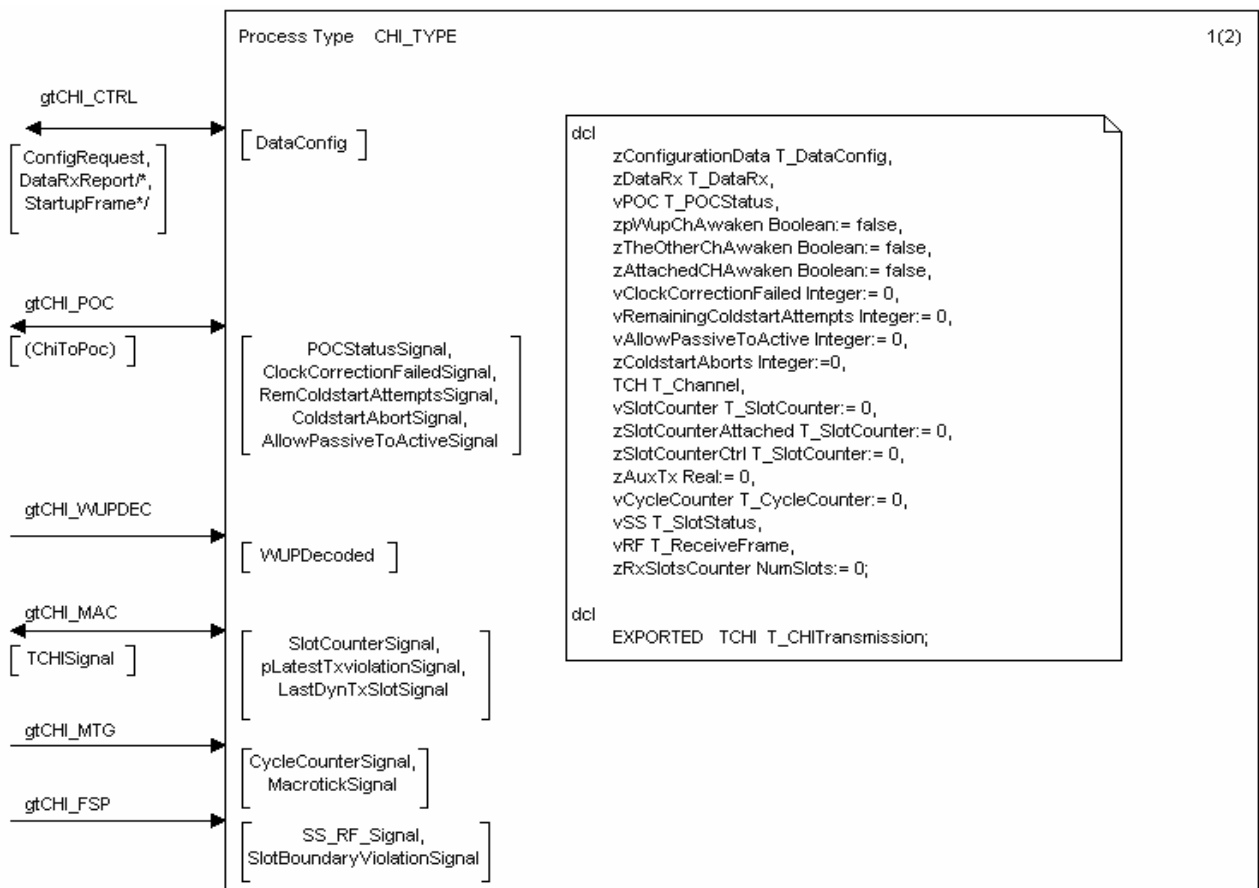 Process Type CHI_TYPE
1(2)
gtCHI_CTRL
ConfigRequest,
DataRxReport/*,
StartupFrame*/
DataConfig
gtCHI_POC
(ChiToPoc)
POCStatusSignal,
ClockCorrectionFailedSignal,
RemColdstartAttemptsSignal,
ColdstartAbortSignal,
AllowPassiveToActiveSignal
gtCHI_WUPDEC
WUPDecoded
gtCHI_MAC
TCHISignal
SlotCounterSignal,
pLatestTxviolationSignal,
LastDynTxSlotSignal
gtCHI_MTG
CycleCounterSignal,
MacrotickSignal
gtCHI_FSP
SS_RF_Signal,
SlotBoundaryViolationSignal
dcl
zConfigurationData T_DataConfig,
zDataRx T_DataRx,
vPOC T_POCStatus,
zpWupChAwaken Boolean:= false,
zTheOtherChAwaken Boolean:= false,
zAttachedCHAwaken Boolean:= false,
vClockCorrectionFailed Integer:= 0,
vRemainingColdstartAttempts Integer:= 0,
vAllowPassiveToActive Integer:= 0,
zColdstartAborts Integer:=0,
TCH T_Channel,
vSlotCounter T_SlotCounter:= 0,
zSlotCounterAttached T_SlotCounter:= 0,
zSlotCounterCtrl T_SlotCounter:= 0,
zAuxTx Real:= 0,
vCycleCounter T_CycleCounter:= 0,
vSS T_SlotStatus,
vRF T_ReceiveFrame,
zRxSlotsCounter NumSlots:= 0;
dcl
EXPORTED TCHI T_CHITransmission;